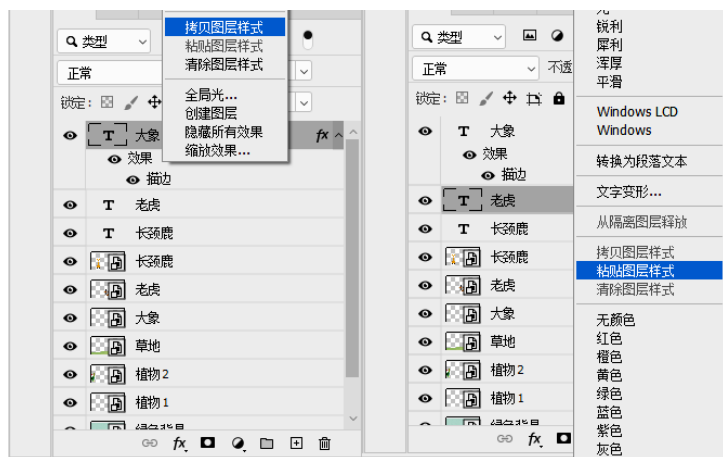 拷贝图层样式
粘贴图层样式
清除图层样式
全局光...
创建图层
隐藏所有效果
缩放效果...
类型
正常
锁定:
T 大象
fx
效果
描边
T 老虎
T 长颈鹿
长颈鹿
老虎
大象
草地
植物 2
植物 1
绿色背景
fx
类型
正常
不透
锁定:
T 大象
效果
描边
T 老虎
T 长颈鹿
长颈鹿
老虎
大象
草地
植物 2
植物 1
fx
锐利
犀利
浑厚
平滑
Windows LCD
Windows
转换为段落文本
文字变形...
从隔离图层释放
拷贝图层样式
粘贴图层样式
清除图层样式
无颜色
红色
橙色
黄色
绿色
蓝色
紫色
灰色